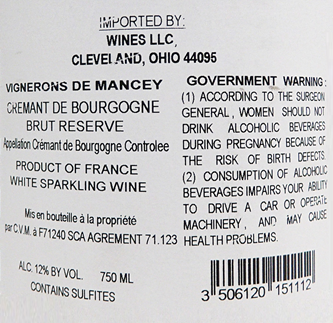 IMPORTED BY:
WINES LLC,
CLEVELAND, OHIO 44095
VIGNERONS DE MANCEY
CREMANT DE BOURGOGNE
BRUT RESERVE
Appellation Crémant de Bourgogne Controlee
PRODUCT OF FRANCE
WHITE SPARKLING WINE
Mis en bouteille à la propriété
par C.V.M. à F71240 SCA AGREMENT 71.123
ALC. 12% BY VOL. 750 ML
CONTAINS SULFITES
GOVERNMENT WARNING:
(1) ACCORDING TO THE SURGEON
GENERAL, WOMEN SHOULD NOT
DRINK ALCOHOLIC BEVERAGES
DURING PREGNANCY BECAUSE OF
THE RISK OF BIRTH DEFECTS.
(2) CONSUMPTION OF ALCOHOLIC
BEVERAGES IMPAIRS YOUR ABILITY
TO DRIVE A CAR OR OPERATE
MACHINERY, AND MAY CAUSE
HEALTH PROBLEMS.
3 506120 151112